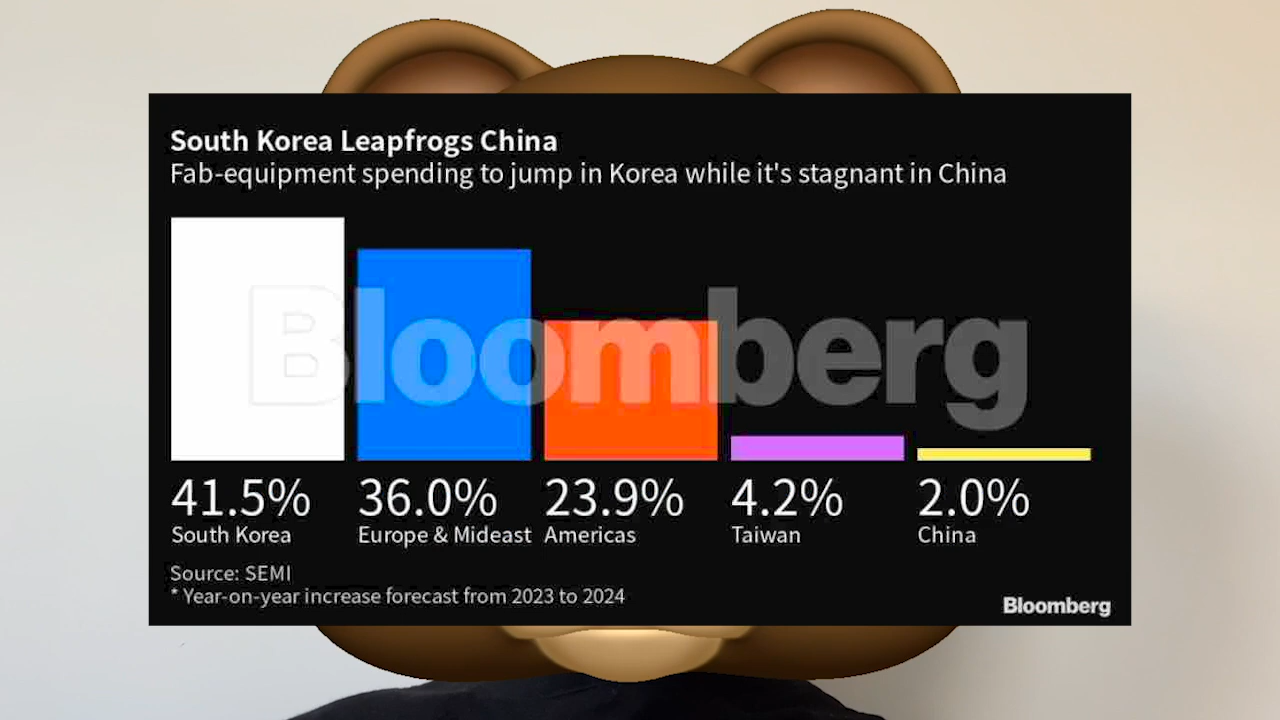 South Korea Leapfrogs China
Fab-equipment spending to jump in Korea while it's stagnant in China
Bloomberg
41.5% 36.0% 23.9% 4.2% 2.0%
South Korea Europe & Mideast Americas Taiwan China
Source: SEMI
* Year-on-year increase forecast from 2023 to 2024
Bloomberg